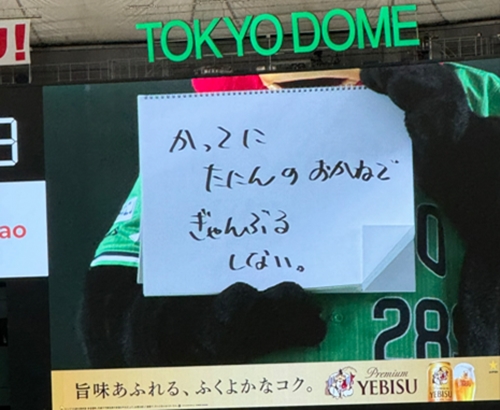 TOKYO DOME
かってに
たにんのおかねで
ぎゃんぶる
しない。
ao
0
28
旨味あふれる、ふくよかなコク。
Premium
YEBISU